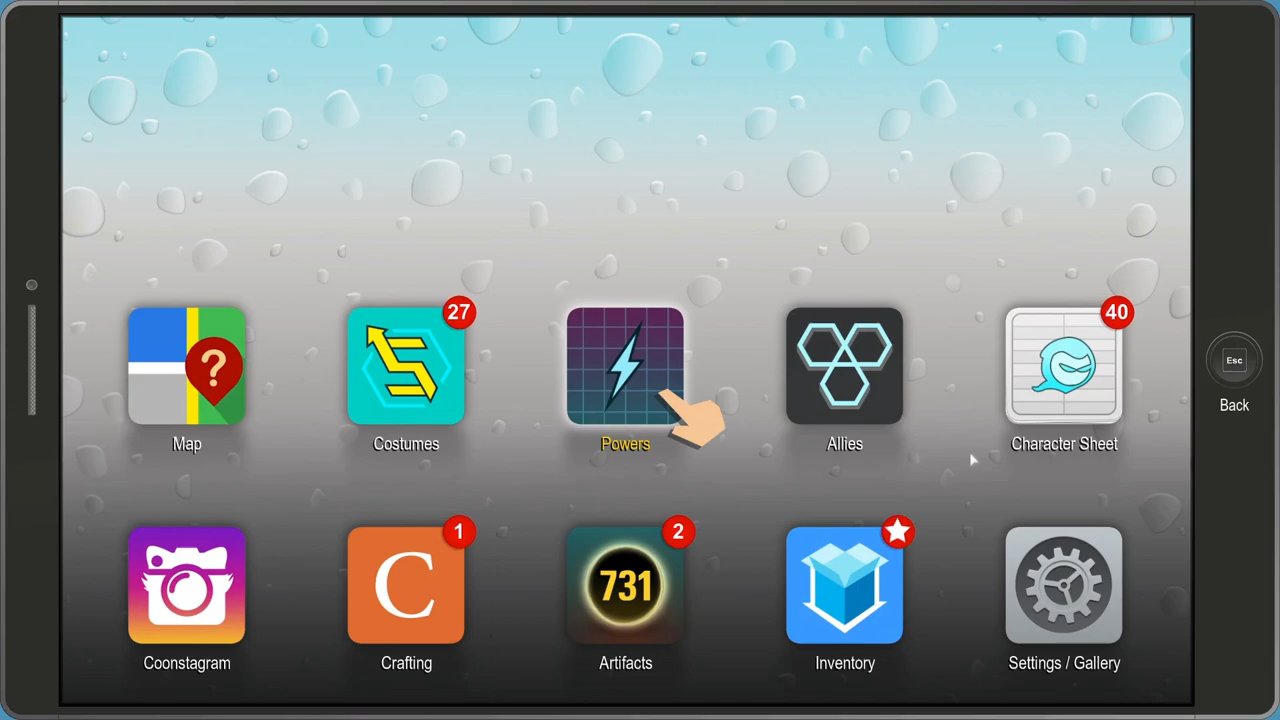 27
40
?
Map
Costumes
Powers
Allies
Character Sheet
Esc
Back
1
2
C
731
Coonstagram
Crafting
Artifacts
Inventory
Settings / Gallery